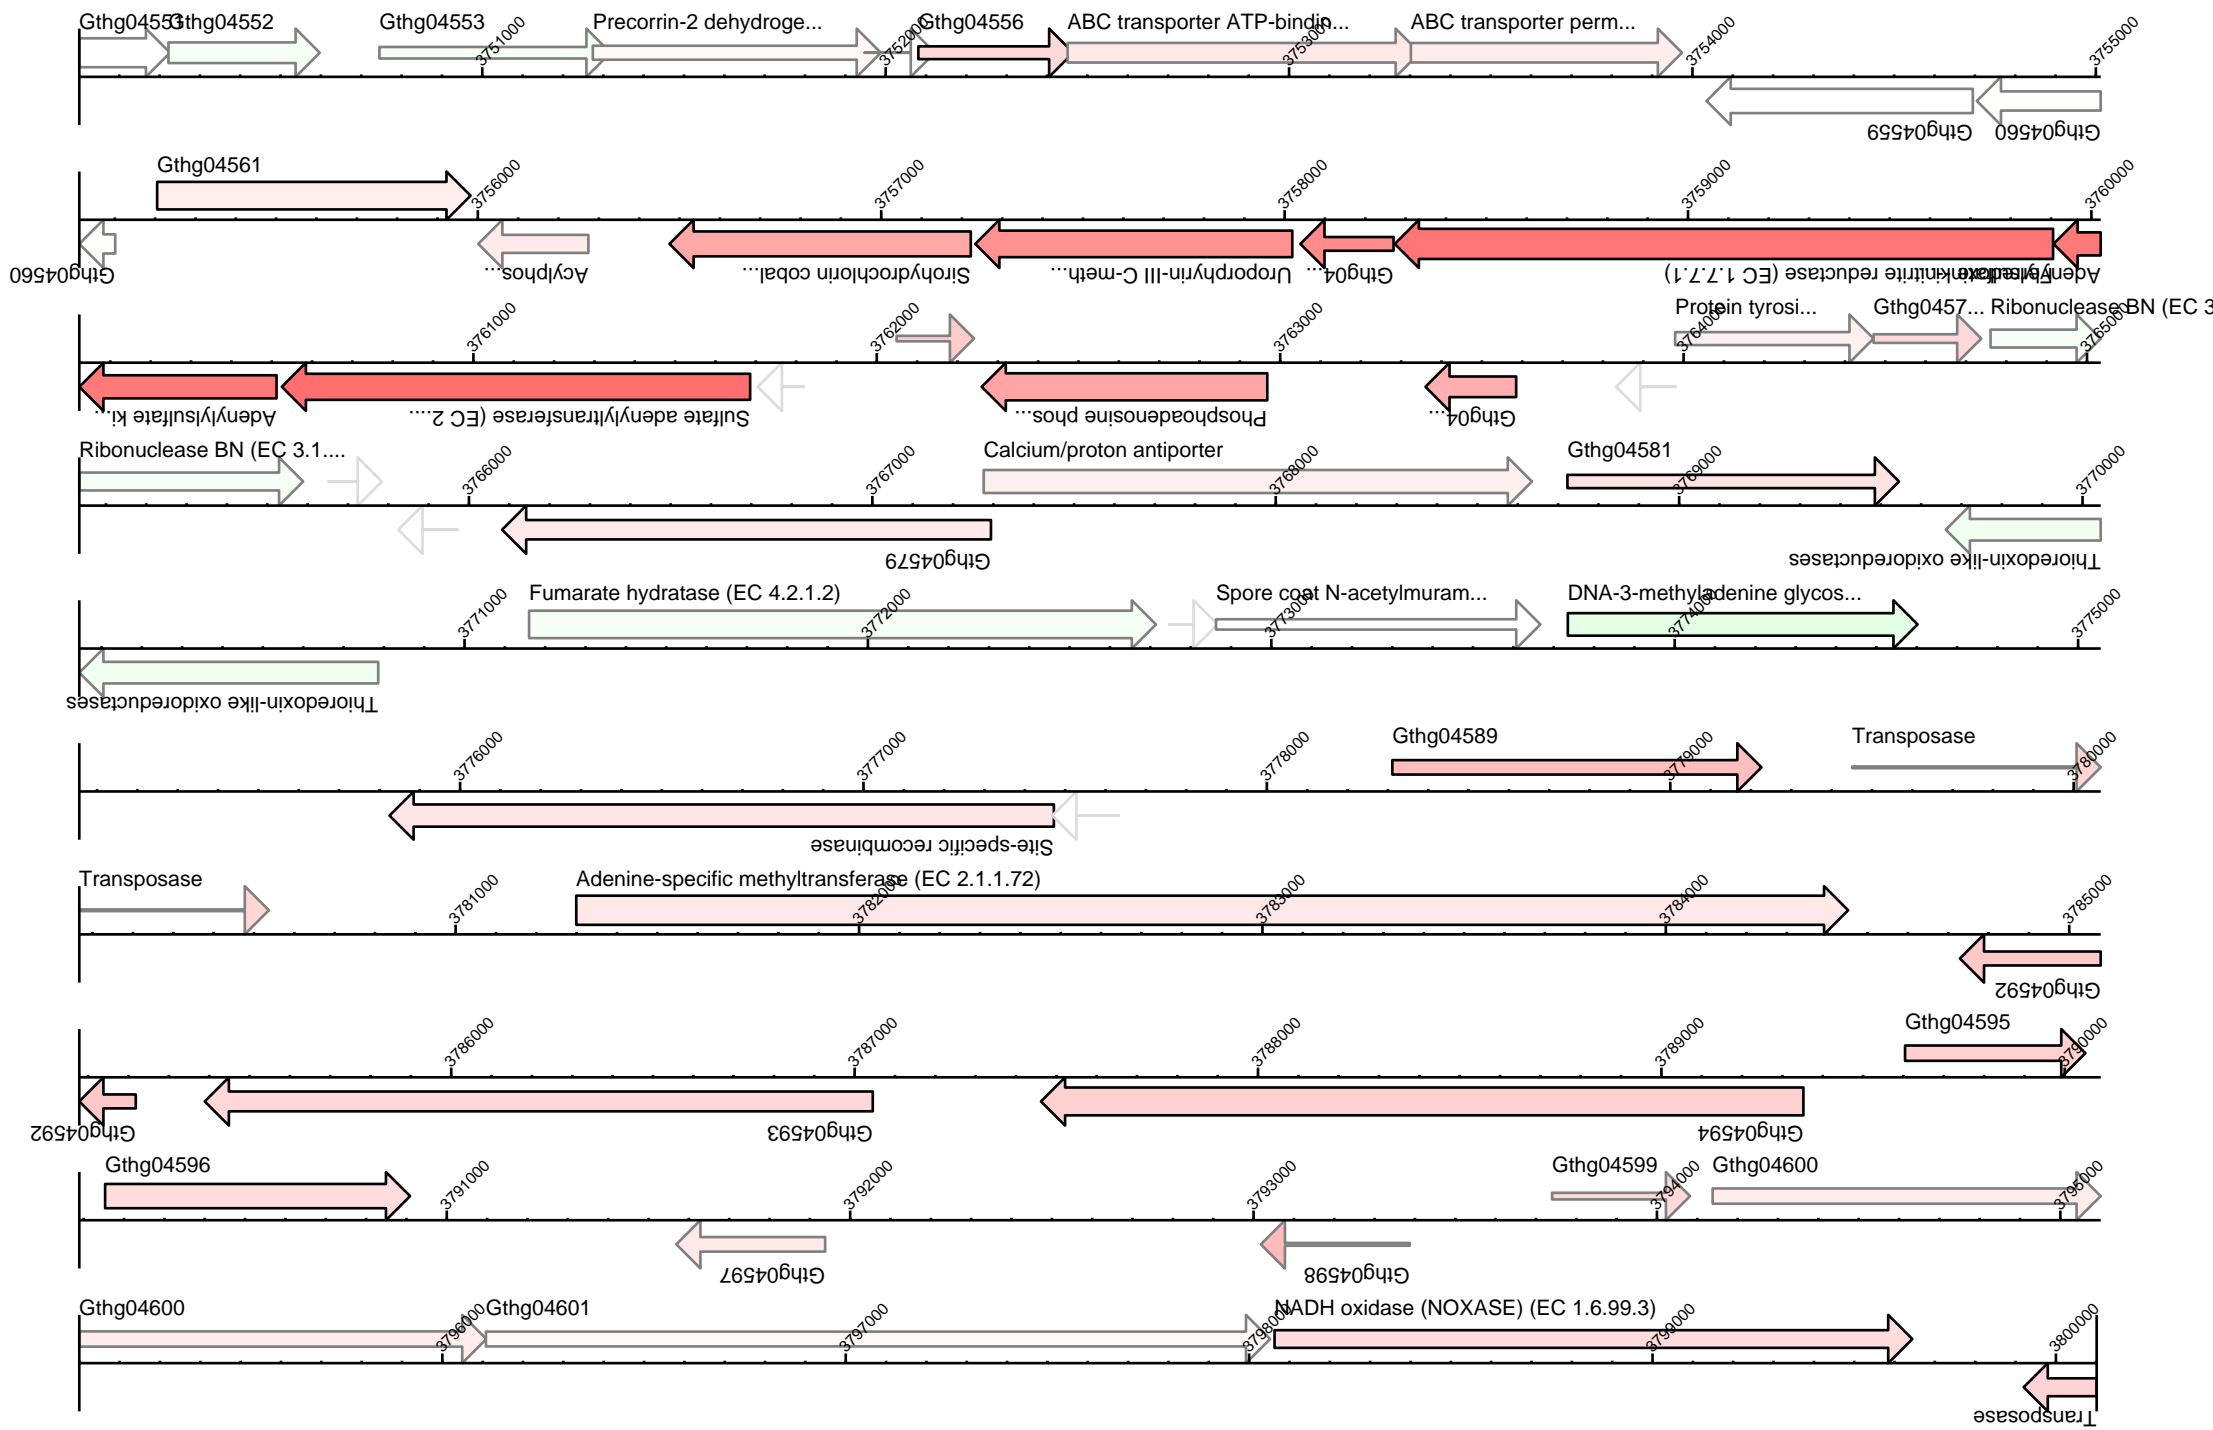 Gthg04551 Gthg04552 Gthg04553 Precorrin-2 dehydroge... Gthg04556 ABC transporter ATP-bindin... ABC transporter perm...
3751000 3752000 3753000 3754000 3755000
Gthg04559 Gthg04560
Gthg04561
3756000 3757000 3758000 3759000 3760000
Gthg04560 Acylphos... Sirohydrochlorin cobal... Uroporphyrin-III C-meth... Gthg04... Ferredoxin--nitrite reductase (EC 1.7.7.1)
Protein tyrosi... Gthg0457... Ribonuclease BN (EC 3
3761000 3762000 3763000 3764000 3765000
Adenylylsulfate ki... Sulfate adenylyltransferase (EC 2.... Phosphoadenosine phos... Gthg04...
Ribonuclease BN (EC 3.1.... Calcium/proton antiporter Gthg04581
3766000 3767000 3768000 3769000 3770000
Gthg04579 Thioredoxin-like oxidoreductases
Fumarate hydratase (EC 4.2.1.2) Spore coat N-acetylmuram... DNA-3-methyladenine glycos...
3771000 3772000 3773000 3774000 3775000
Thioredoxin-like oxidoreductases
Gthg04589 Transposase
3776000 3777000 3778000 3779000 3780000
Site-specific recombinase
Transposase Adenine-specific methyltransferase (EC 2.1.1.72)
3781000 3782000 3783000 3784000 3785000
Gthg04592
Gthg04595
3786000 3787000 3788000 3789000 3790000
Gthg04592 Gthg04593 Gthg04594
Gthg04596 Gthg04599 Gthg04600
3791000 3792000 3793000 3794000 3795000
Gthg04597 Gthg04598
Gthg04600 Gthg04601 NADH oxidase (NOXASE) (EC 1.6.99.3)
3796000 3797000 3798000 3799000 3800000
Transposase